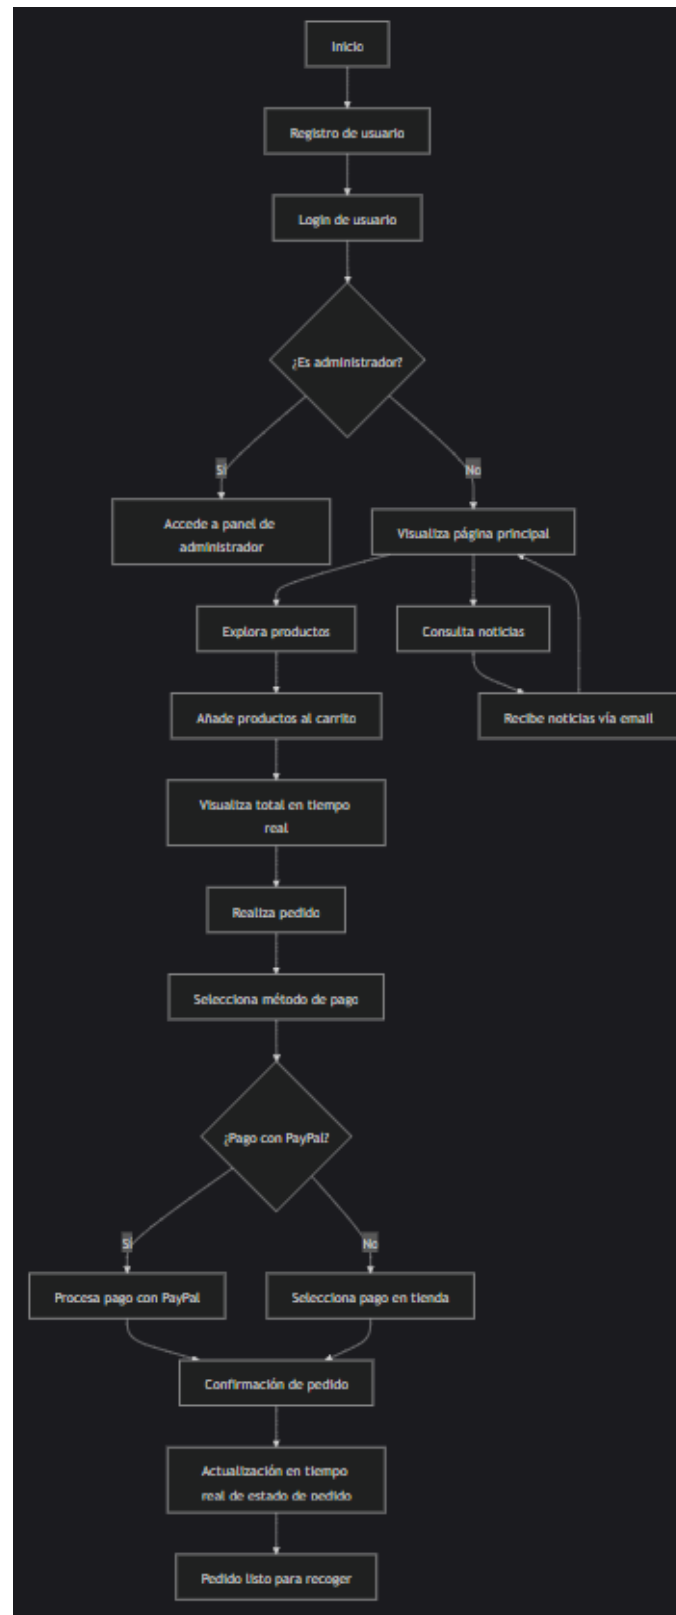 Inicio
Registro de usuario
Login de usuario
¿Es administrador?
Sí
No
Accede a panel de
administrador
Visualiza página principal
Explora productos
Consulta noticias
Añade productos al carrito
Recibe noticias vía email
Visualiza total en tiempo
real
Realiza pedido
Selecciona método de pago
¿Pago con PayPal?
Sí
No
Procesa pago con PayPal
Selecciona pago en tienda
Confirmación de pedido
Actualización en tiempo
real de estado de pedido
Pedido listo para recoger